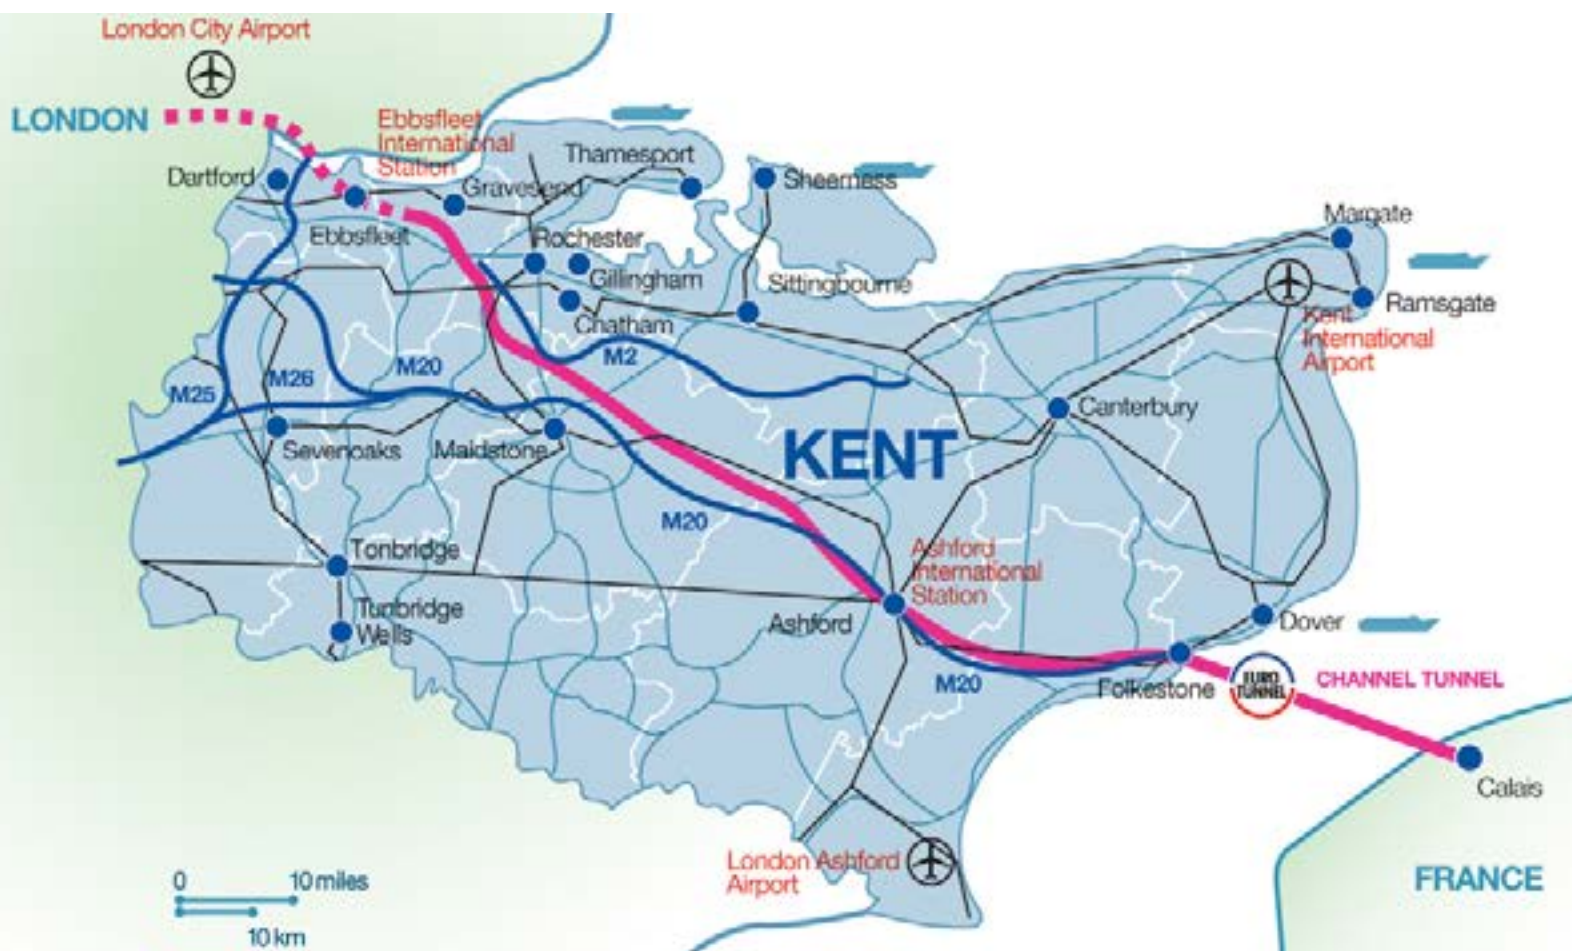 London City Airport
LONDON
Ebbsfleet
International
Station
Thamesport
Dartford
Gravesend
Sheerness
Ebbsfleet
Rochester
Gillingham
Sittingbourne
Chatham
Margate
Ramsgate
Kent
International
Airport
M2
M20
M26
M25
Canterbury
Sevenoaks
Maidstone
KENT
M20
Tonbridge
Ashford
International
Station
Tunbridge
Wells
Ashford
Dover
M20
Folkestone
EURO
TUNNEL
CHANNEL TUNNEL
Calais
London Ashford
Airport
FRANCE
0 10 miles
10 km